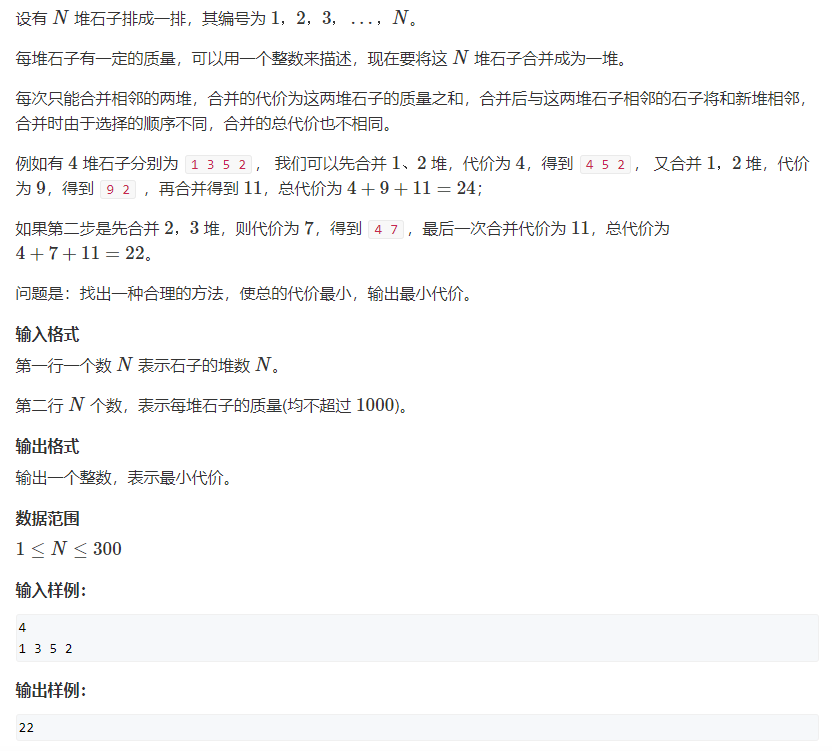 设有 N 堆石子排成一排，其编号为 1，2，3，…，N。
每堆石子有一定的质量，可以用一个整数来描述，现在要将这 N 堆石子合并成为一堆。
每次只能合并相邻的两堆，合并的代价为这两堆石子的质量之和，合并后与这两堆石子相邻的石子将和新堆相邻，
合并时由于选择的顺序不同，合并的总代价也不相同。
例如有 4 堆石子分别为 1 3 5 2 ， 我们可以先合并 1、2 堆，代价为 4，得到 4 5 2 ， 又合并 1，2 堆，代价
为 9，得到 9 2 ，再合并得到 11，总代价为 4 + 9 + 11 = 24；
如果第二步是先合并 2，3 堆，则代价为 7，得到 4 7 ，最后一次合并代价为 11，总代价为
4 + 7 + 11 = 22。
问题是：找出一种合理的方法，使总的代价最小，输出最小代价。
输入格式
第一行一个数 N 表示石子的堆数 N。
第二行 N 个数，表示每堆石子的质量(均不超过 1000)。
输出格式
输出一个整数，表示最小代价。
数据范围
1 ≤ N ≤ 300
输入样例：
4
1 3 5 2
输出样例：
22